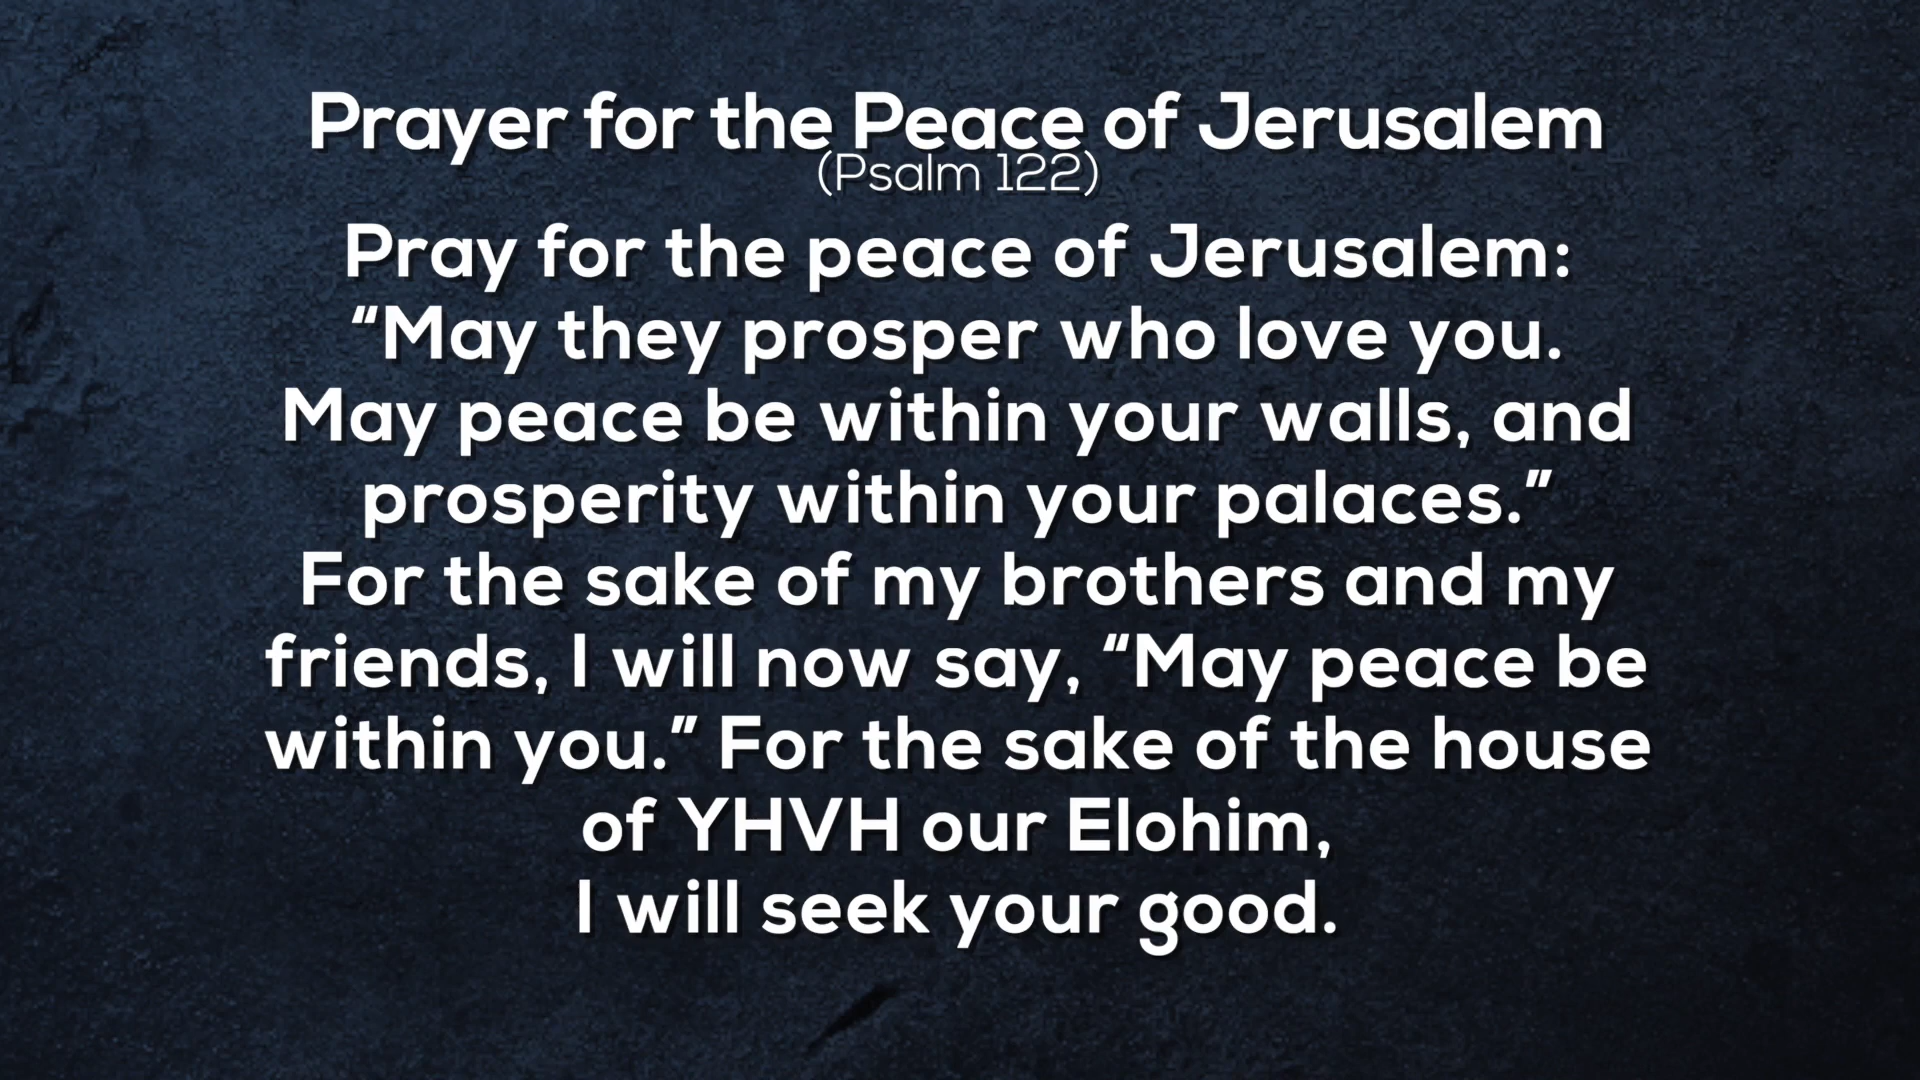 Prayer for the Peace of Jerusalem
(Psalm 122)
Pray for the peace of Jerusalem:
“May they prosper who love you.
May peace be within your walls, and
prosperity within your palaces.”
For the sake of my brothers and my
friends, I will now say, “May peace be
within you.” For the sake of the house
of YHVH our Elohim,
I will seek your good.